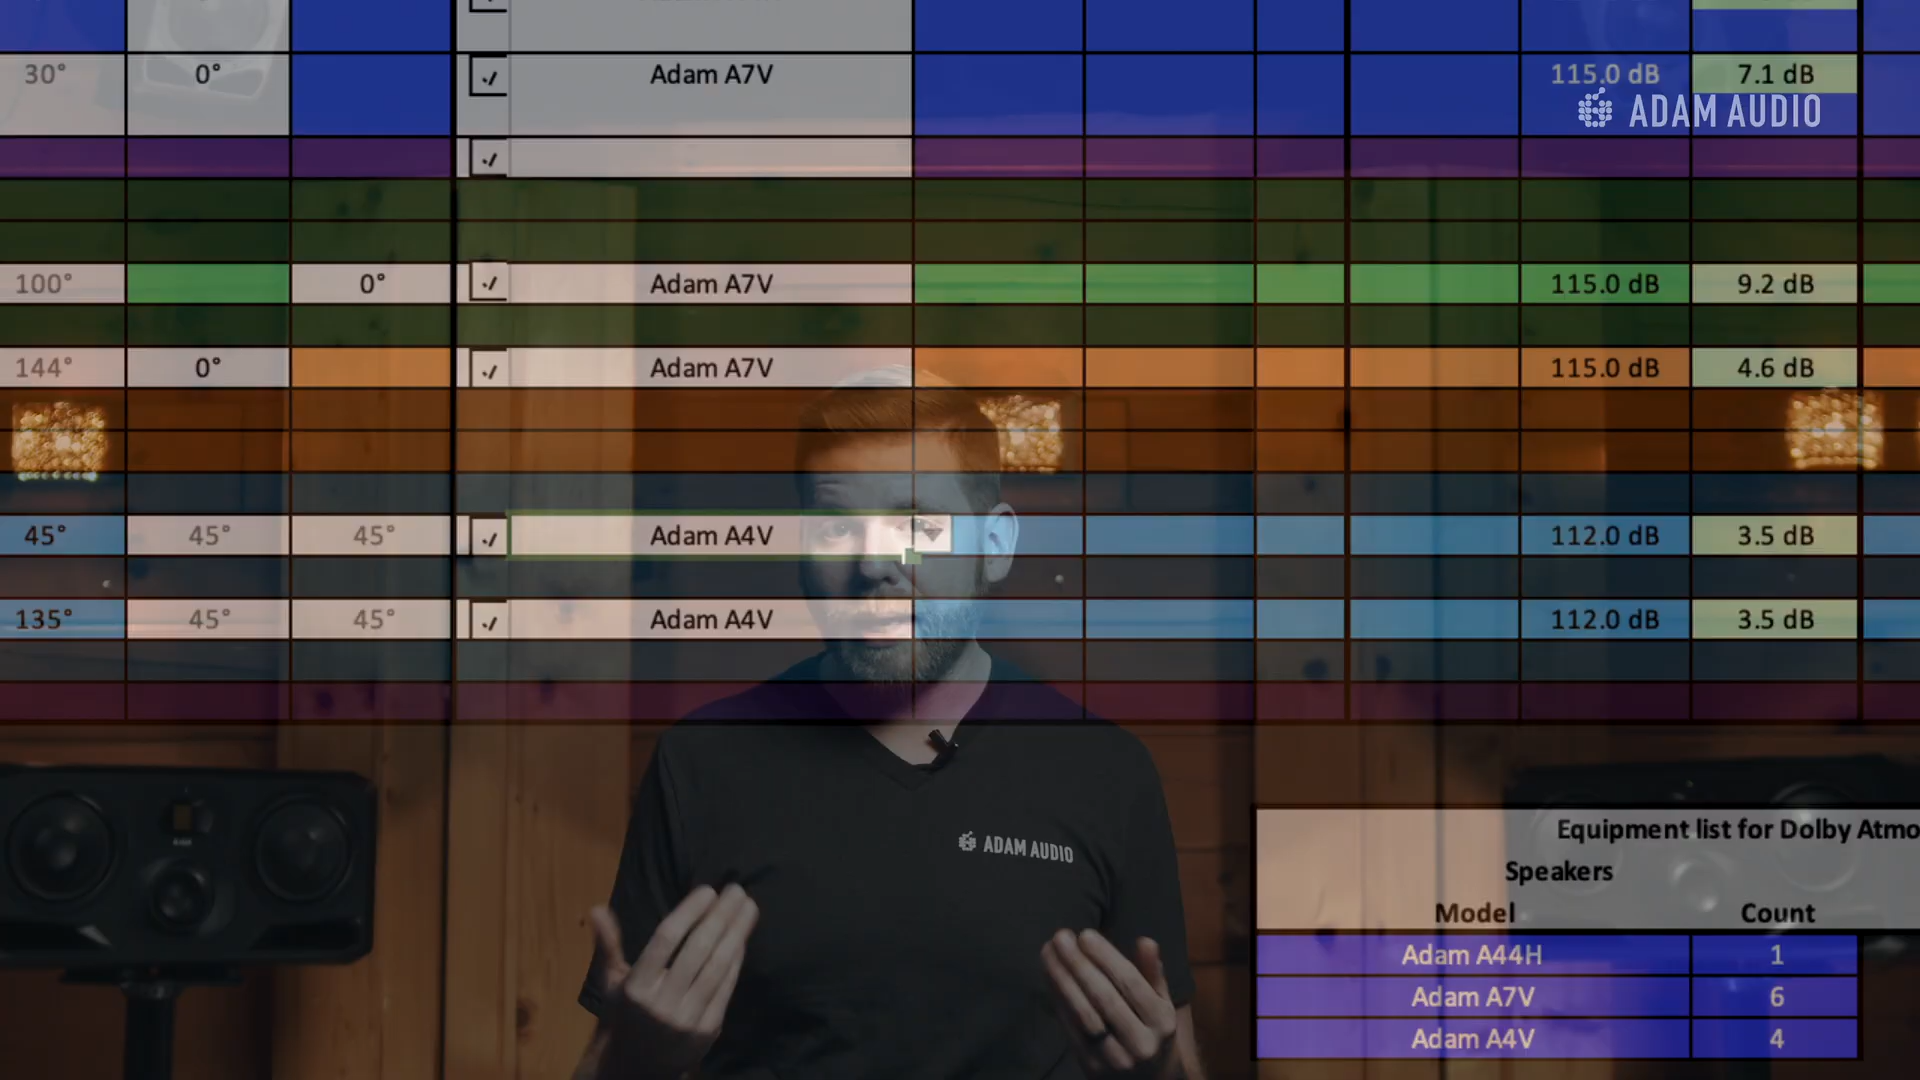 30° 0° Adam A7V 115.0 dB 7.1 dB
ADAM AUDIO
100° 0° Adam A7V 115.0 dB 9.2 dB
144° 0° Adam A7V 115.0 dB 4.6 dB
45° 45° 45° Adam A4V 112.0 dB 3.5 dB
135° 45° 45° Adam A4V 112.0 dB 3.5 dB
ADAM AUDIO
Equipment list for Dolby Atmo
Speakers
Model Count
Adam A44H 1
Adam A7V 6
Adam A4V 4